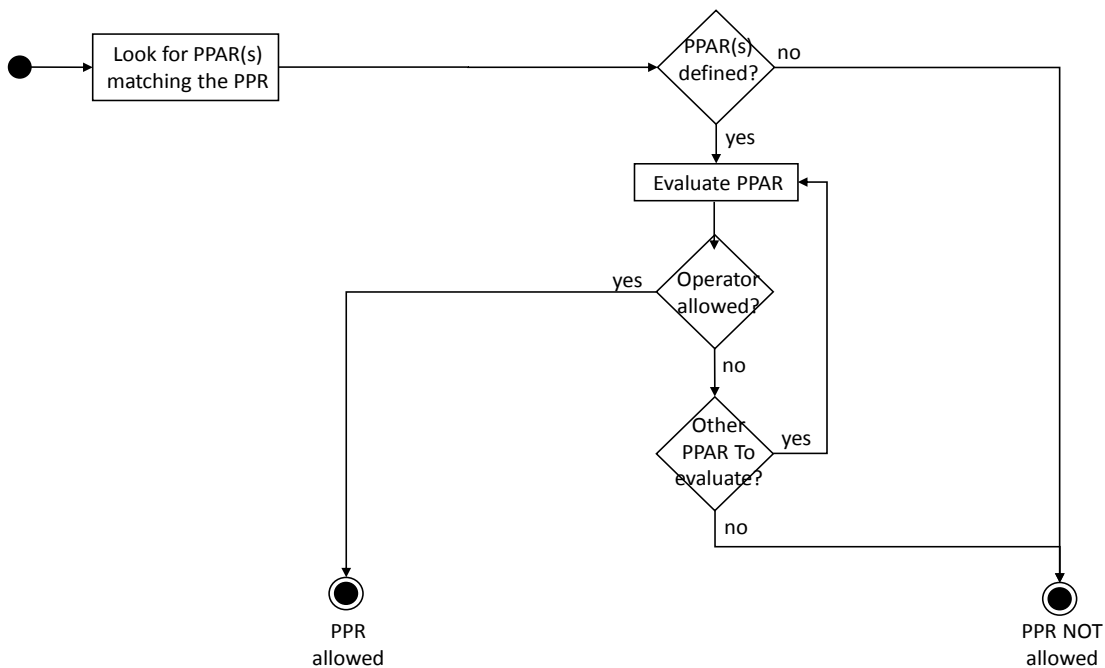 Look for PPAR(s)
matching the PPR
PPAR(s)
defined?
no
yes
Evaluate PPAR
yes
Operator
allowed?
no
Other
PPAR To
evaluate?
yes
no
PPR
allowed
PPR NOT
allowed